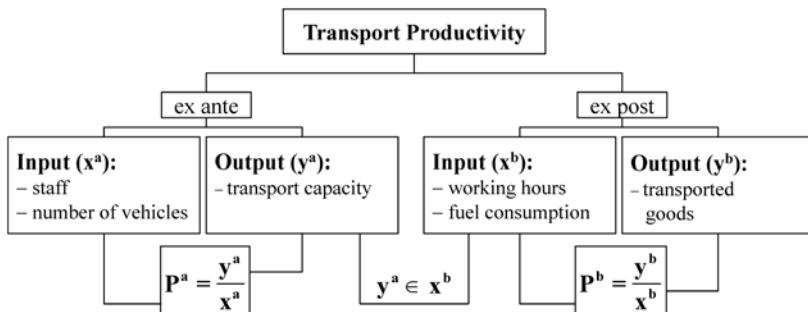 Transport Productivity
ex ante
ex post
Input (xᵃ):
– staff
– number of vehicles
Output (yᵃ):
– transport capacity
Input (xᵇ):
– working hours
– fuel consumption
Output (yᵇ):
– transported
goods
Pᵃ = yᵃ / xᵃ
yᵃ ∈ xᵇ
Pᵇ = yᵇ / xᵇ